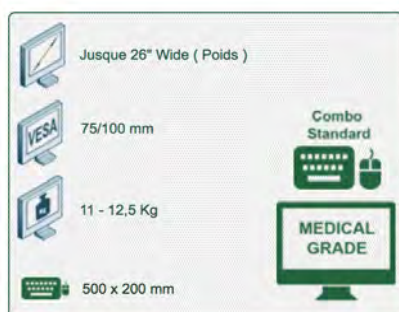 Jusque 26" Wide ( Poids )
VESA
75/100 mm
11 - 12,5 Kg
500 x 200 mm
Combo
Standard
MEDICAL
GRADE